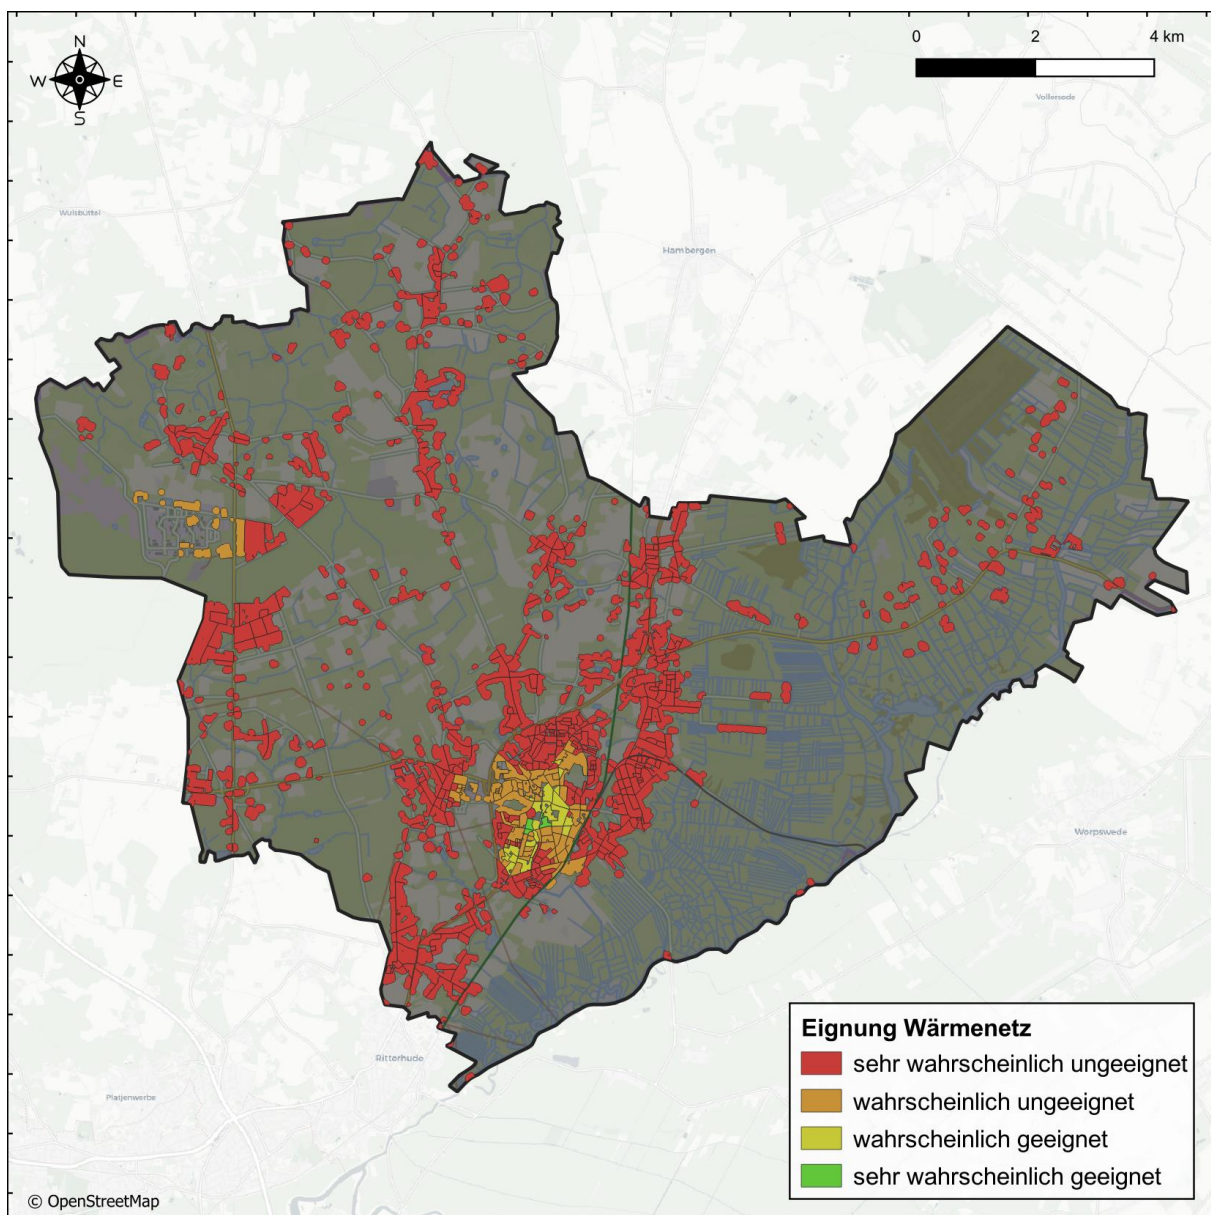 0 2 4 km
N
W E
S
Vollersode
Wulsbüttel
Hambergen
Worpswede
Ritterhude
Platjenwerbe
Eignung Wärmenetz
sehr wahrscheinlich ungeeignet
wahrscheinlich ungeeignet
wahrscheinlich geeignet
sehr wahrscheinlich geeignet
© OpenStreetMap